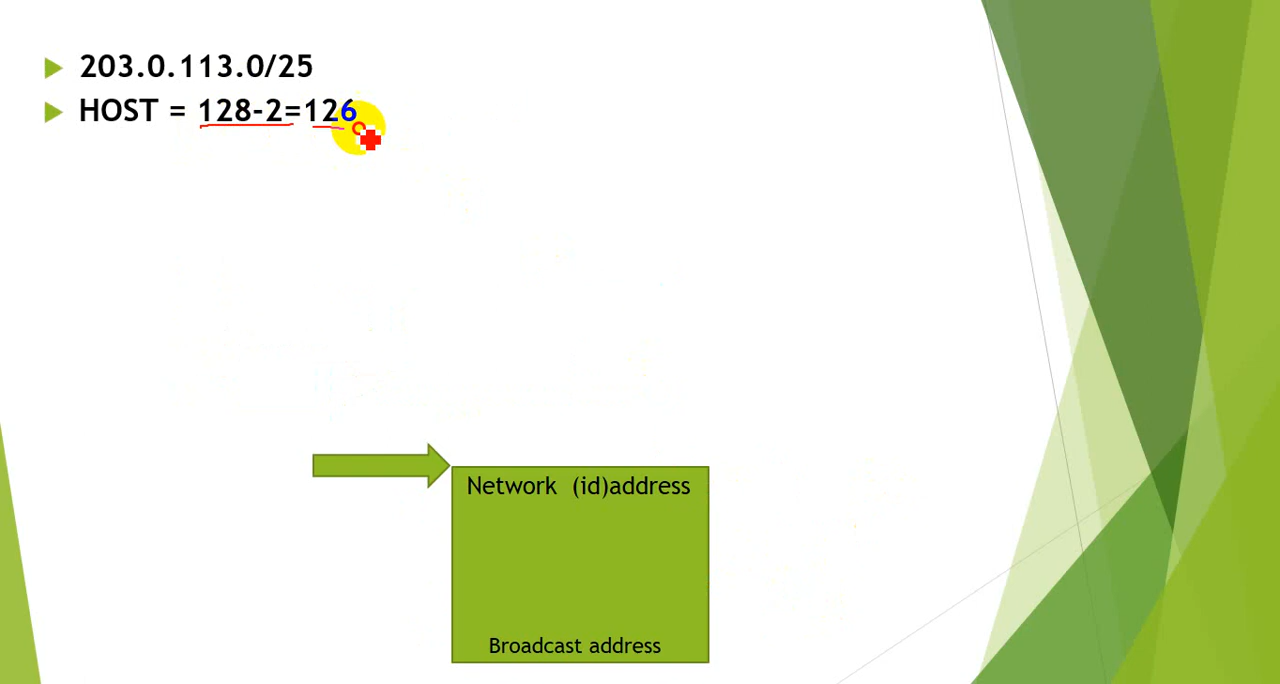 203.0.113.0/25
HOST = 128-2=126
Network (id)address
Broadcast address